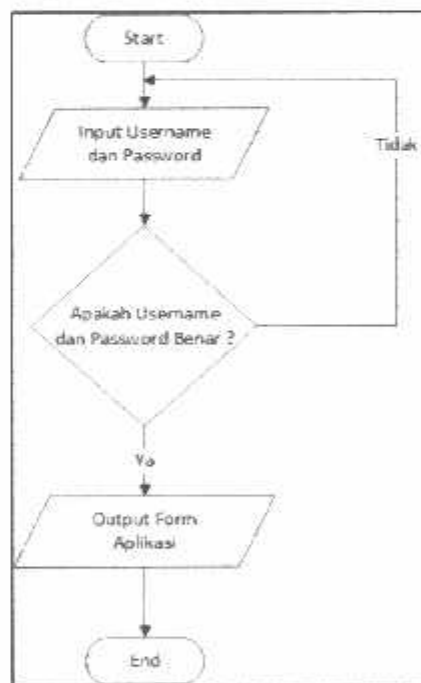 Start
Input Username
dan Password
Tidak
Apakah Username
dan Password Benar ?
Ya
Output Form
Aplikasi
End